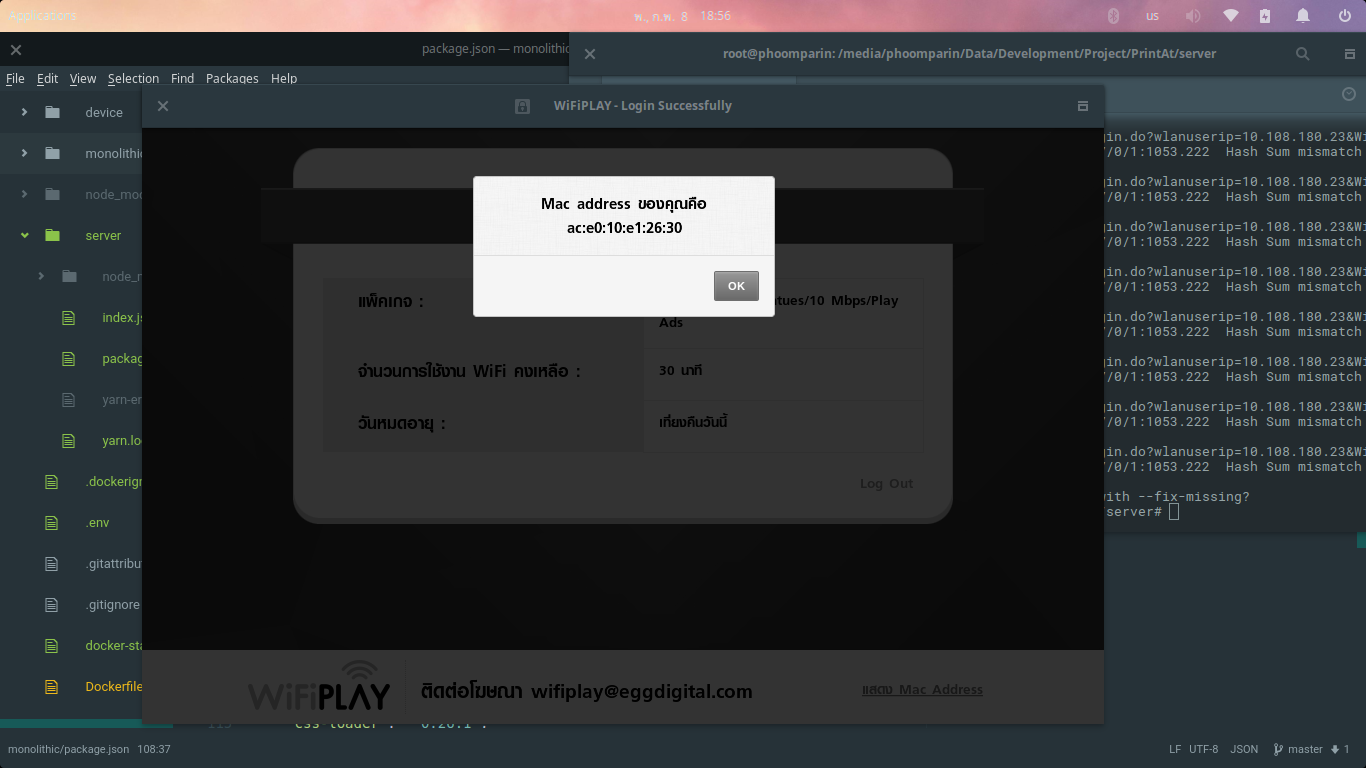 Applications
พ., ก.พ. 8 18:56
us
package.json — monolithic
root@phoomparin: /media/phoomparin/Data/Development/Project/PrintAt/server
File Edit View Selection Find Packages Help
WiFiPLAY - Login Successfully
device
monolithic
node_mod
server
node_m
index.js
packag
yarn-er
yarn.lo
.dockerign
.env
.gitattribu
.gitignore
docker-sta
Dockerfile
Mac address ของคุณคือ
ac:e0:10:e1:26:30
OK
แพ็คเกจ :
tues/10 Mbps/Play
Ads
จำนวนการใช้งาน WiFi คงเหลือ :
30 นาที
วันหมดอายุ :
เที่ยงคืนวันนี้
Log Out
WiFiPLAY
ติดต่อโฆษณา wifiplay@eggdigital.com
แสดง Mac Address
gin.do?wlanuserip=10.108.180.23&Wi
/0/1:1053.222 Hash Sum mismatch
gin.do?wlanuserip=10.108.180.23&Wi
/0/1:1053.222 Hash Sum mismatch
gin.do?wlanuserip=10.108.180.23&Wi
/0/1:1053.222 Hash Sum mismatch
gin.do?wlanuserip=10.108.180.23&Wi
/0/1:1053.222 Hash Sum mismatch
gin.do?wlanuserip=10.108.180.23&Wi
/0/1:1053.222 Hash Sum mismatch
gin.do?wlanuserip=10.108.180.23&Wi
/0/1:1053.222 Hash Sum mismatch
gin.do?wlanuserip=10.108.180.23&Wi
/0/1:1053.222 Hash Sum mismatch
gin.do?wlanuserip=10.108.180.23&Wi
/0/1:1053.222 Hash Sum mismatch
with --fix-missing?
/server#
monolithic/package.json 108:37
LF UTF-8 JSON master 1